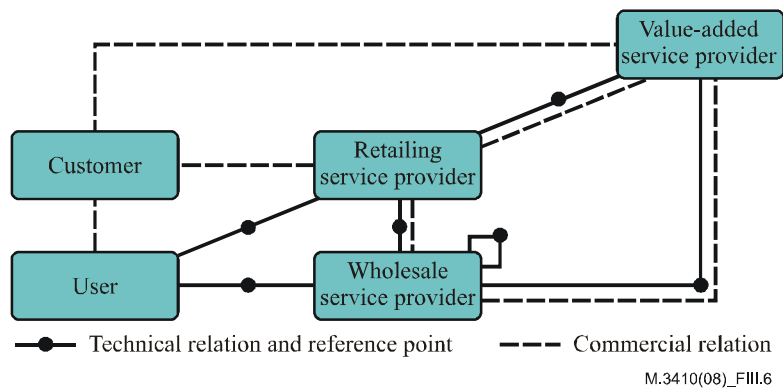 Value-added
service provider
Customer
Retailing
service provider
User
Wholesale
service provider
Technical relation and reference point
Commercial relation
M.3410(08)_FIII.6